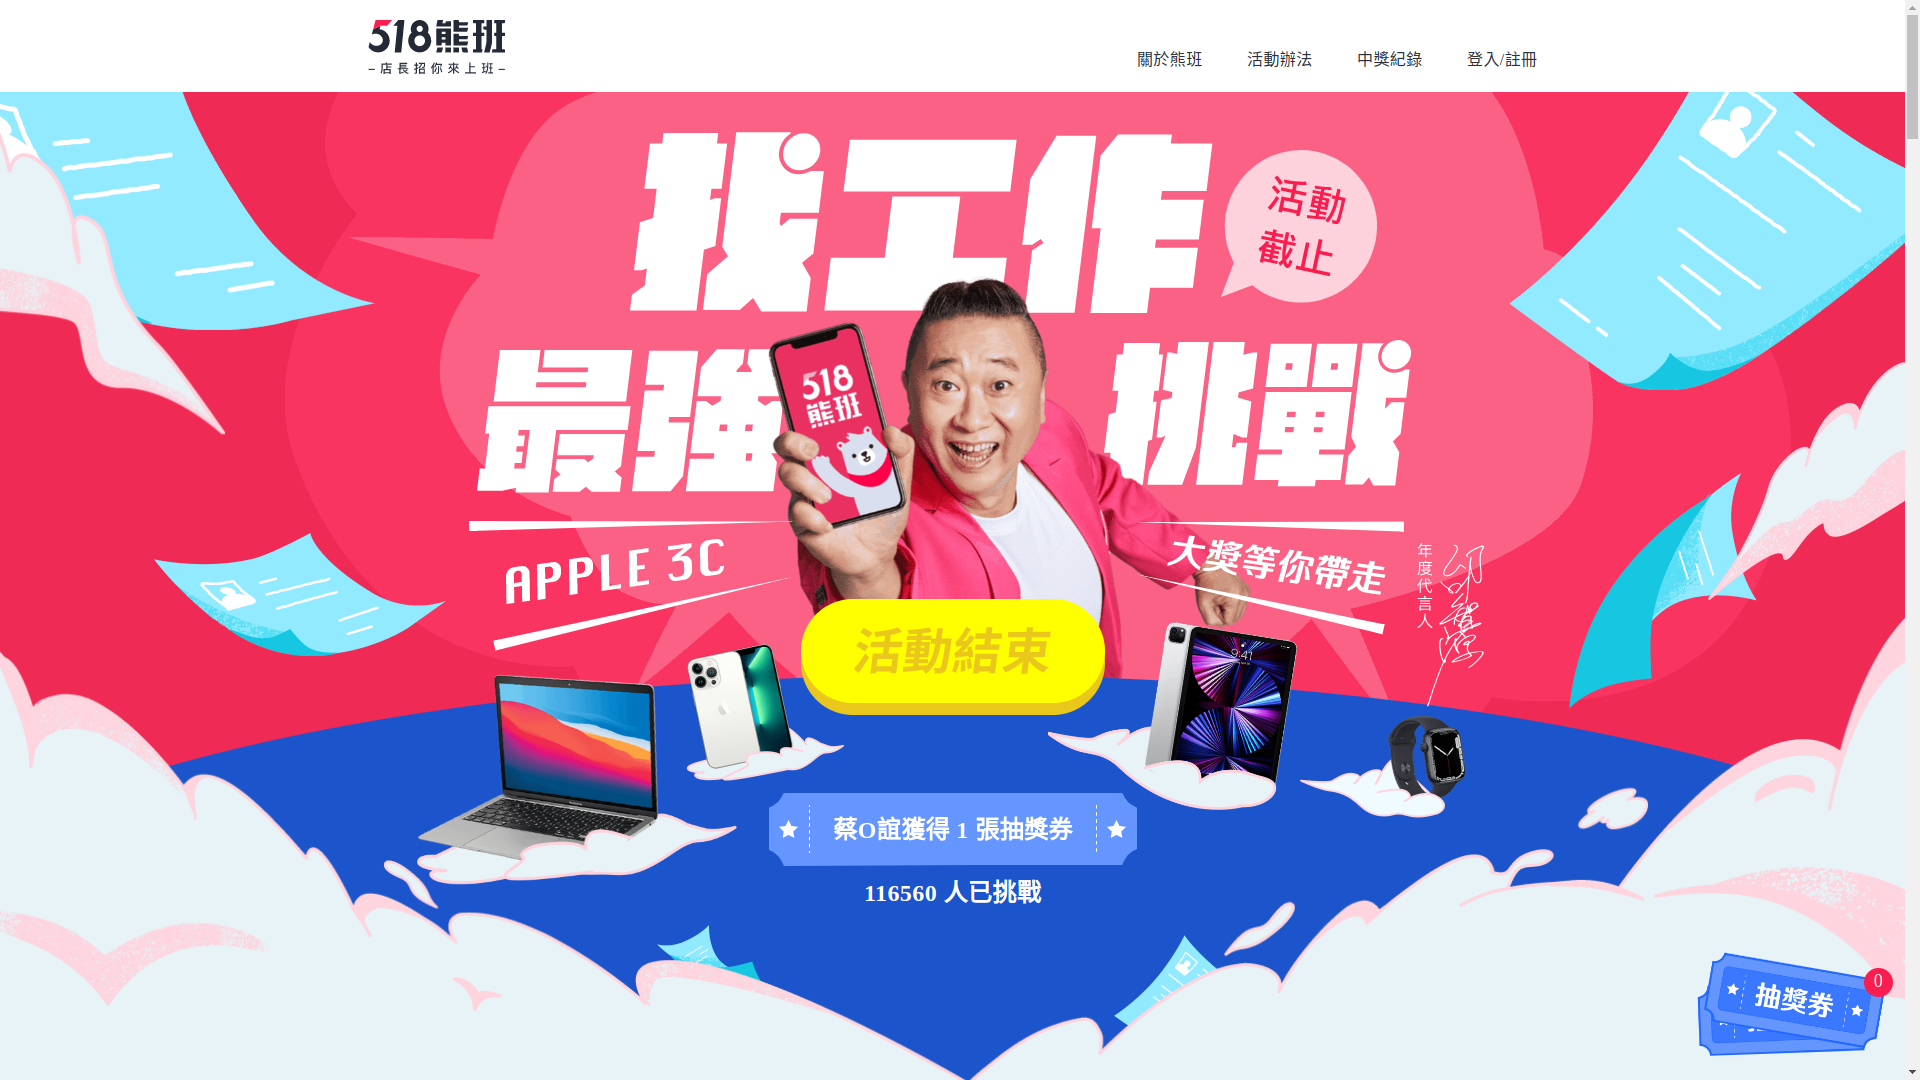 518熊班
店長招你來上班
關於熊班
活動辦法
中獎紀錄
登入/註冊
找工作
活動
截止
最強挑戰
518
熊班
APPLE 3C
大獎等你帶走
年度代言人
活動結束
9:41
蔡O誼獲得 1 張抽獎券
116560 人已挑戰
抽獎券
0